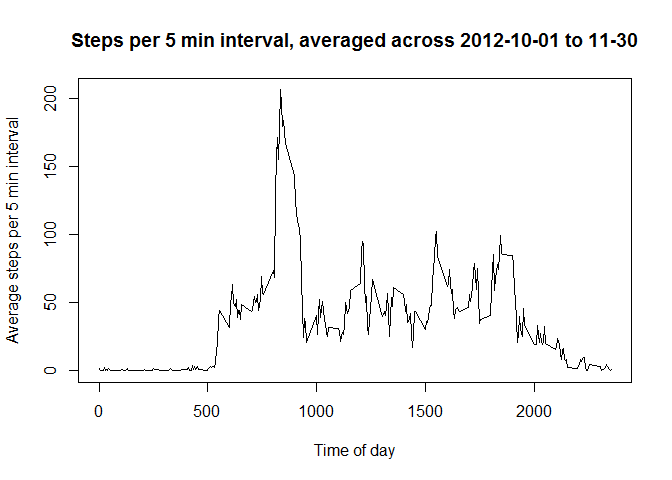 Steps per 5 min interval, averaged across 2012-10-01 to 11-30
Average steps per 5 min interval
200
150
100
50
0
0 500 1000 1500 2000
Time of day